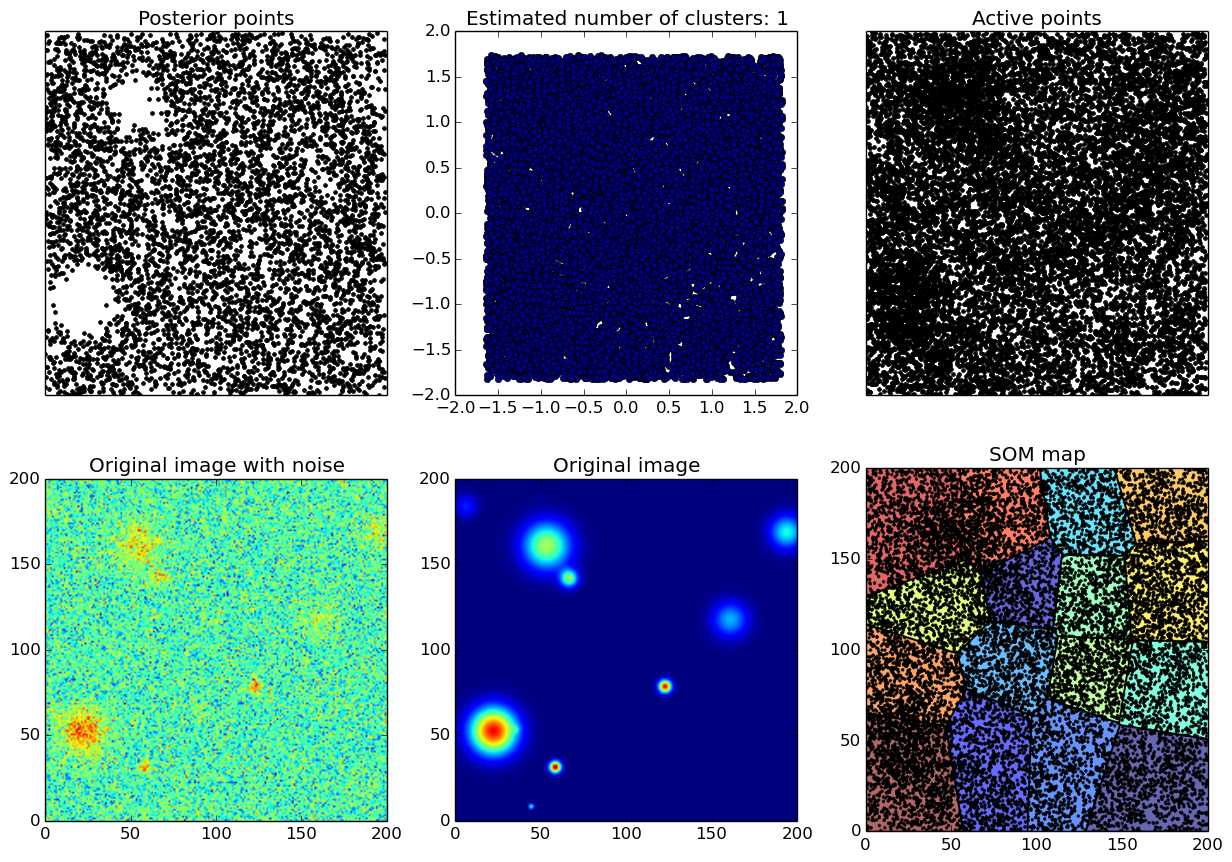 Posterior points
Estimated number of clusters: 1
Active points
2.0
1.5
1.0
0.5
0.0
−0.5
−1.0
−1.5
−2.0
−2.0 −1.5 −1.0 −0.5 0.0 0.5 1.0 1.5 2.0
Original image with noise
Original image
SOM map
200
150
100
50
0
0 50 100 150 200
200
150
100
50
0
0 50 100 150 200
200
150
100
50
0
0 50 100 150 200